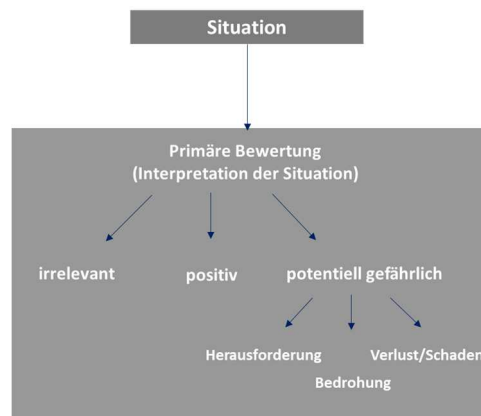 Situation
Primäre Bewertung
(Interpretation der Situation)
irrelevant
positiv
potentiell gefährlich
Herausforderung
Verlust/Schaden
Bedrohung